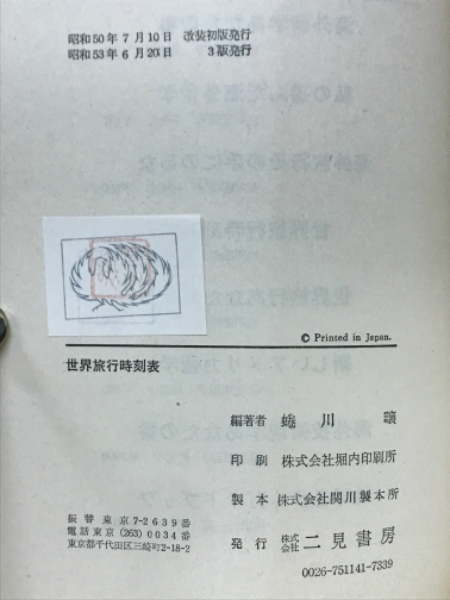 昭和50年7月10日 改装初版発行
昭和53年6月20日 3版発行
© Printed in Japan.
世界旅行時刻表
編著者 蜷川 譲
印刷 株式会社堀内印刷所
製本 株式会社関川製本所
振替東京7-2639番
電話東京(263)0034番
東京都千代田区三崎町2-18-2
発行 株式会社 二見書房
0026-751141-7339